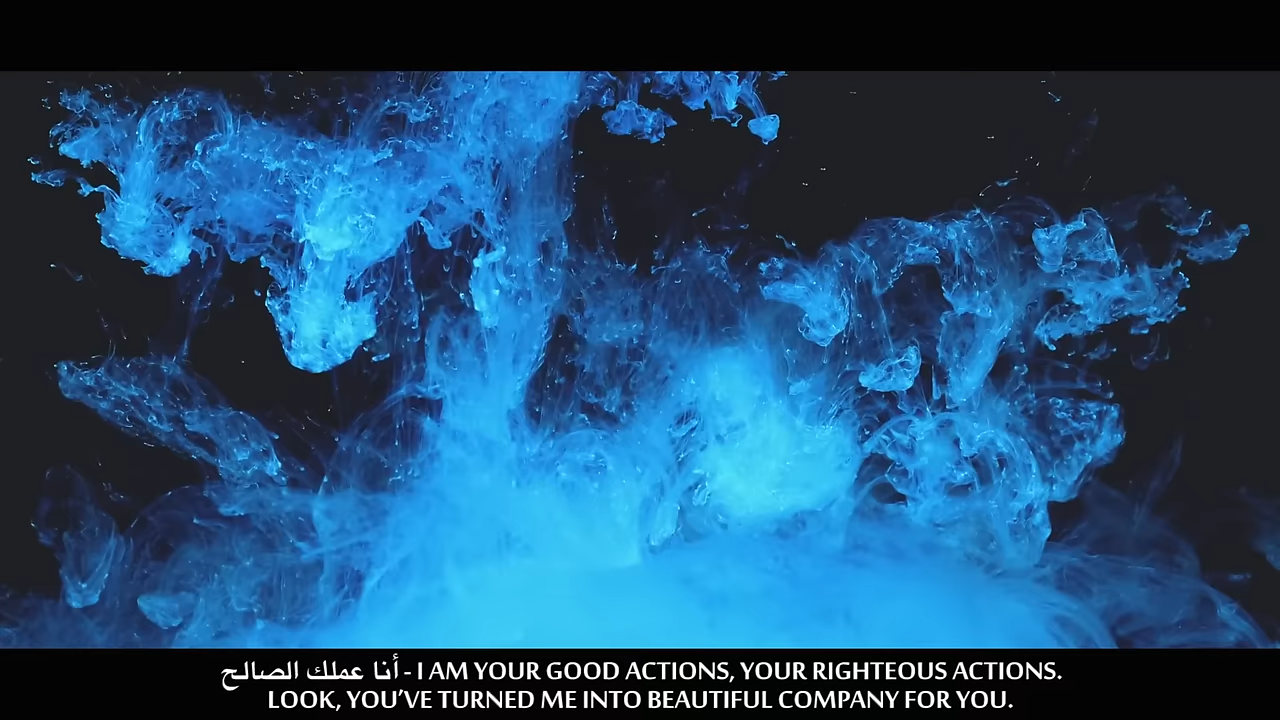 أنا عملك الصالح - I AM YOUR GOOD ACTIONS, YOUR RIGHTEOUS ACTIONS.
LOOK, YOU’VE TURNED ME INTO BEAUTIFUL COMPANY FOR YOU.